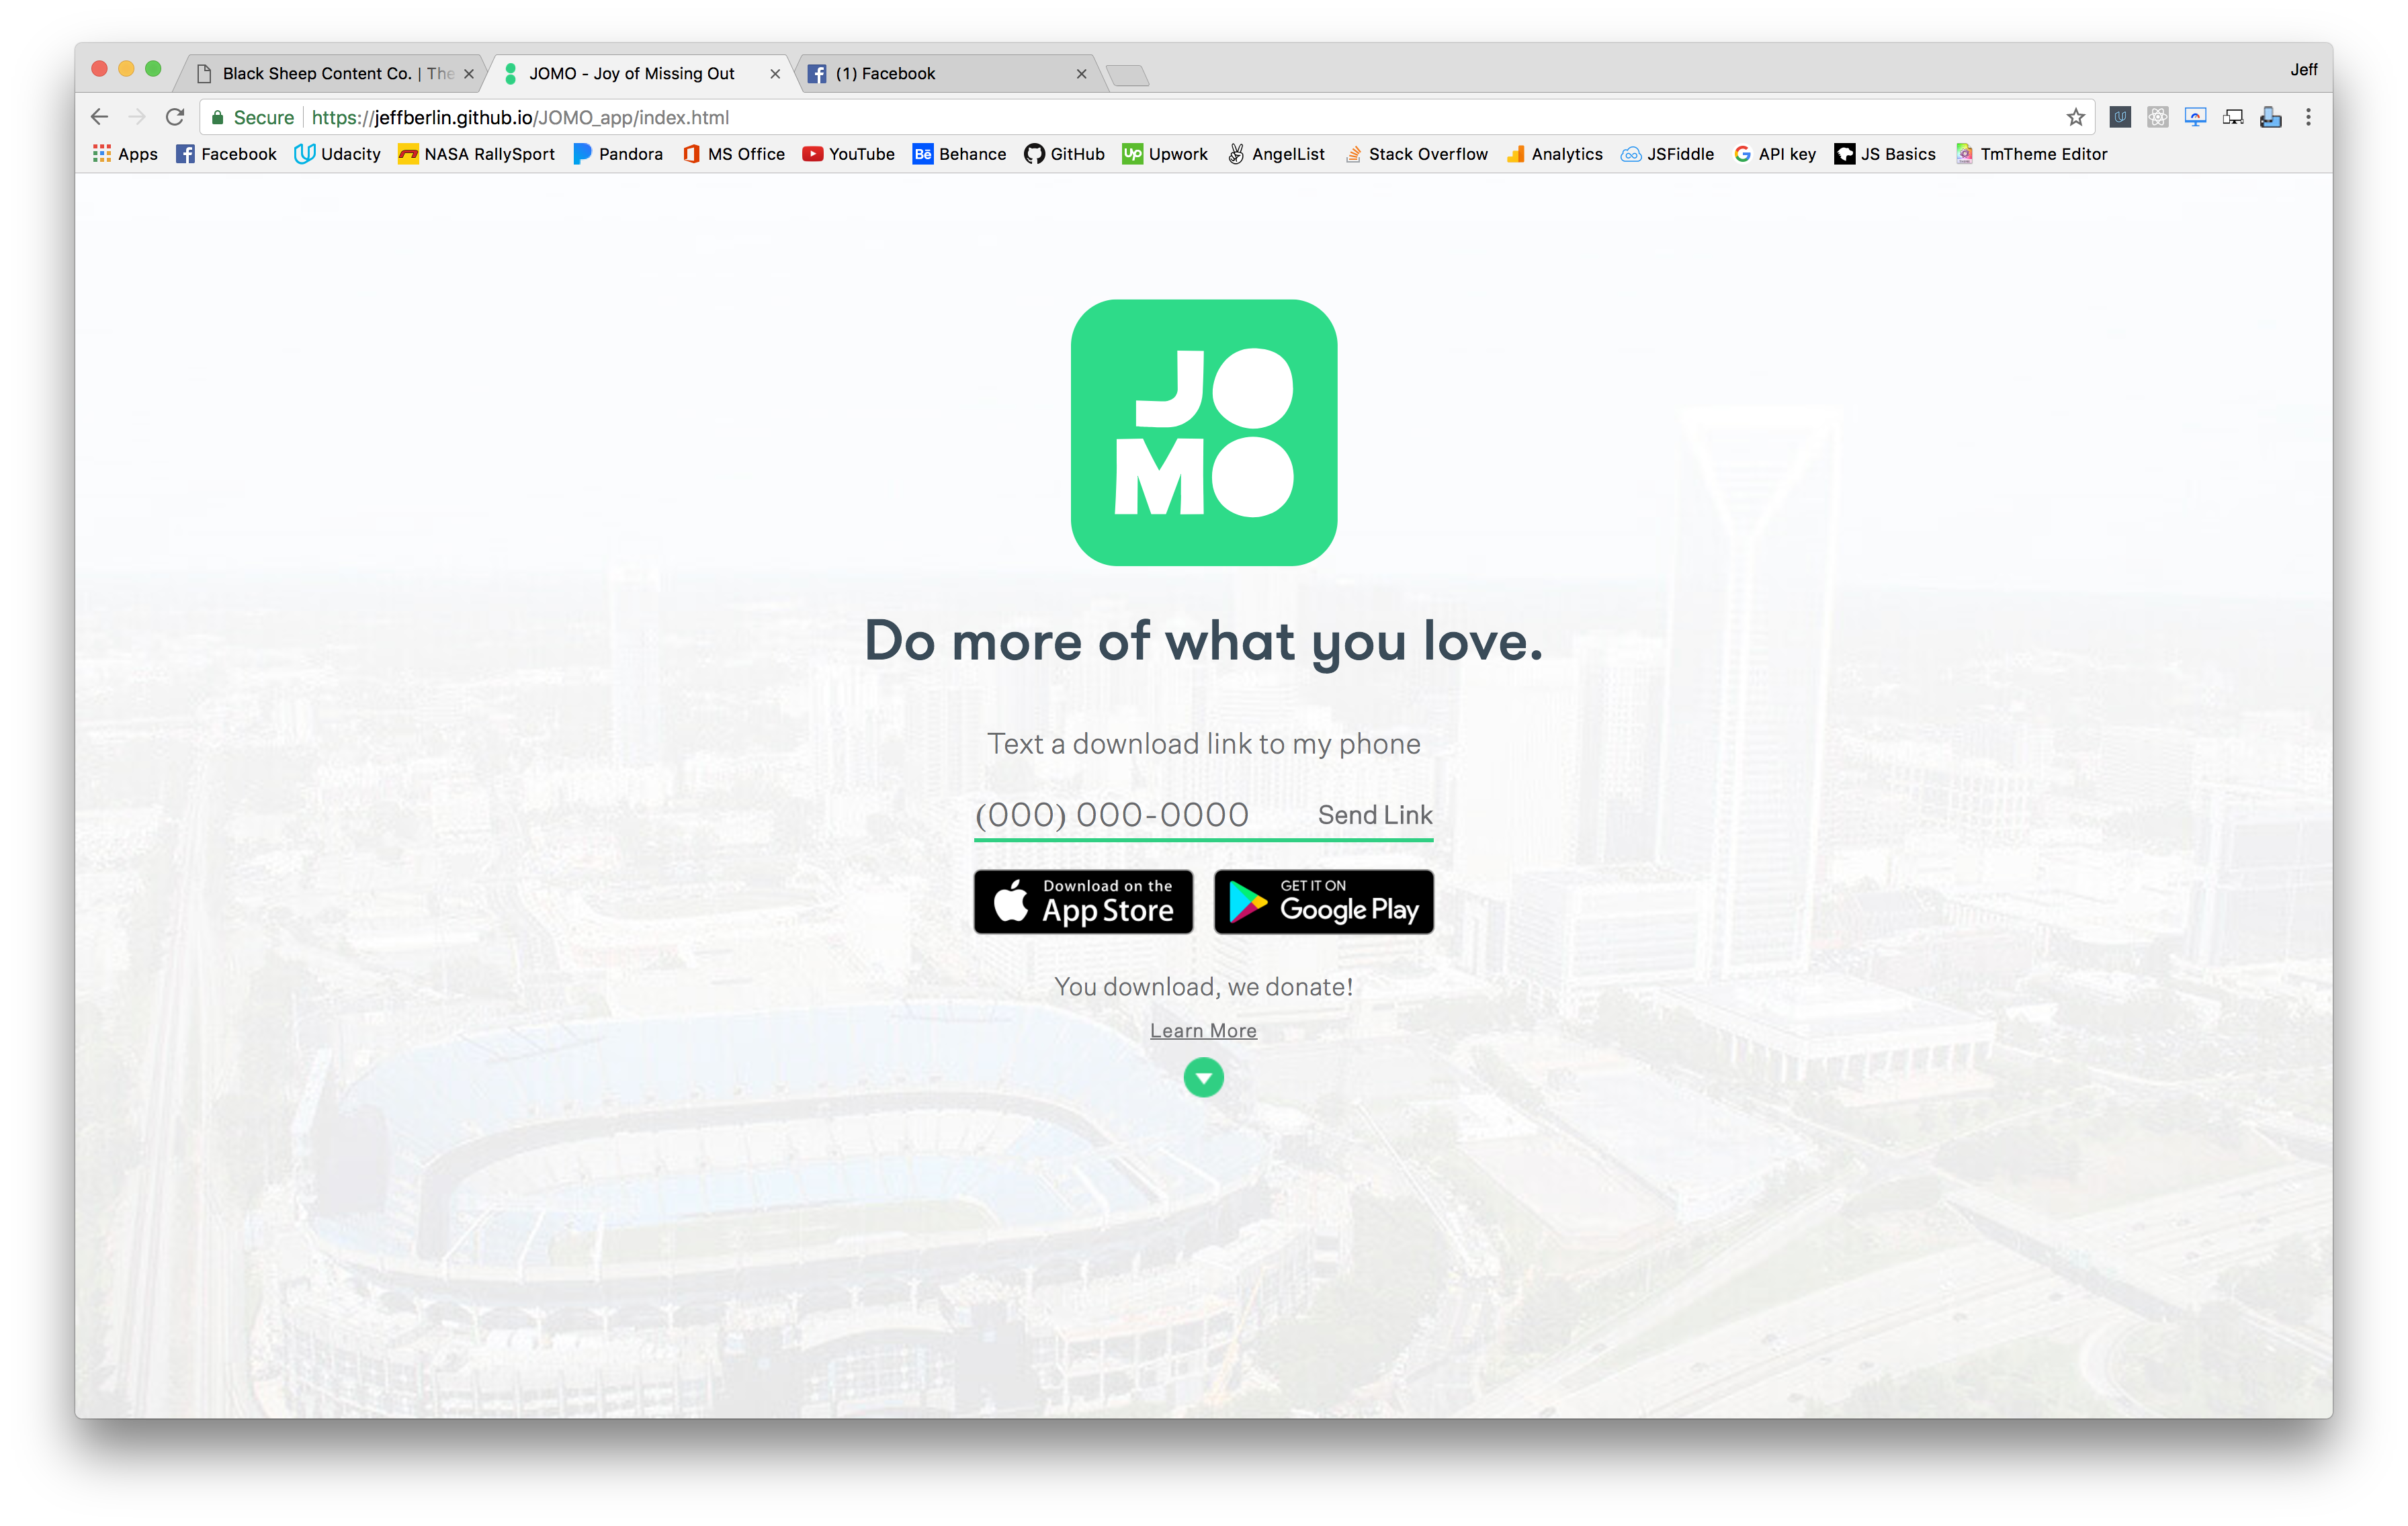 Black Sheep Content Co. | The
JOMO - Joy of Missing Out
(1) Facebook
Jeff
Secure https://jeffberlin.github.io/JOMO_app/index.html
Apps Facebook Udacity NASA RallySport Pandora MS Office YouTube Bē Behance GitHub Up Upwork AngelList Stack Overflow Analytics JSFiddle API key JS Basics TmTheme Editor
JO
MO
Do more of what you love.
Text a download link to my phone
(000) 000-0000 Send Link
Download on the
App Store
GET IT ON
Google Play
You download, we donate!
Learn More